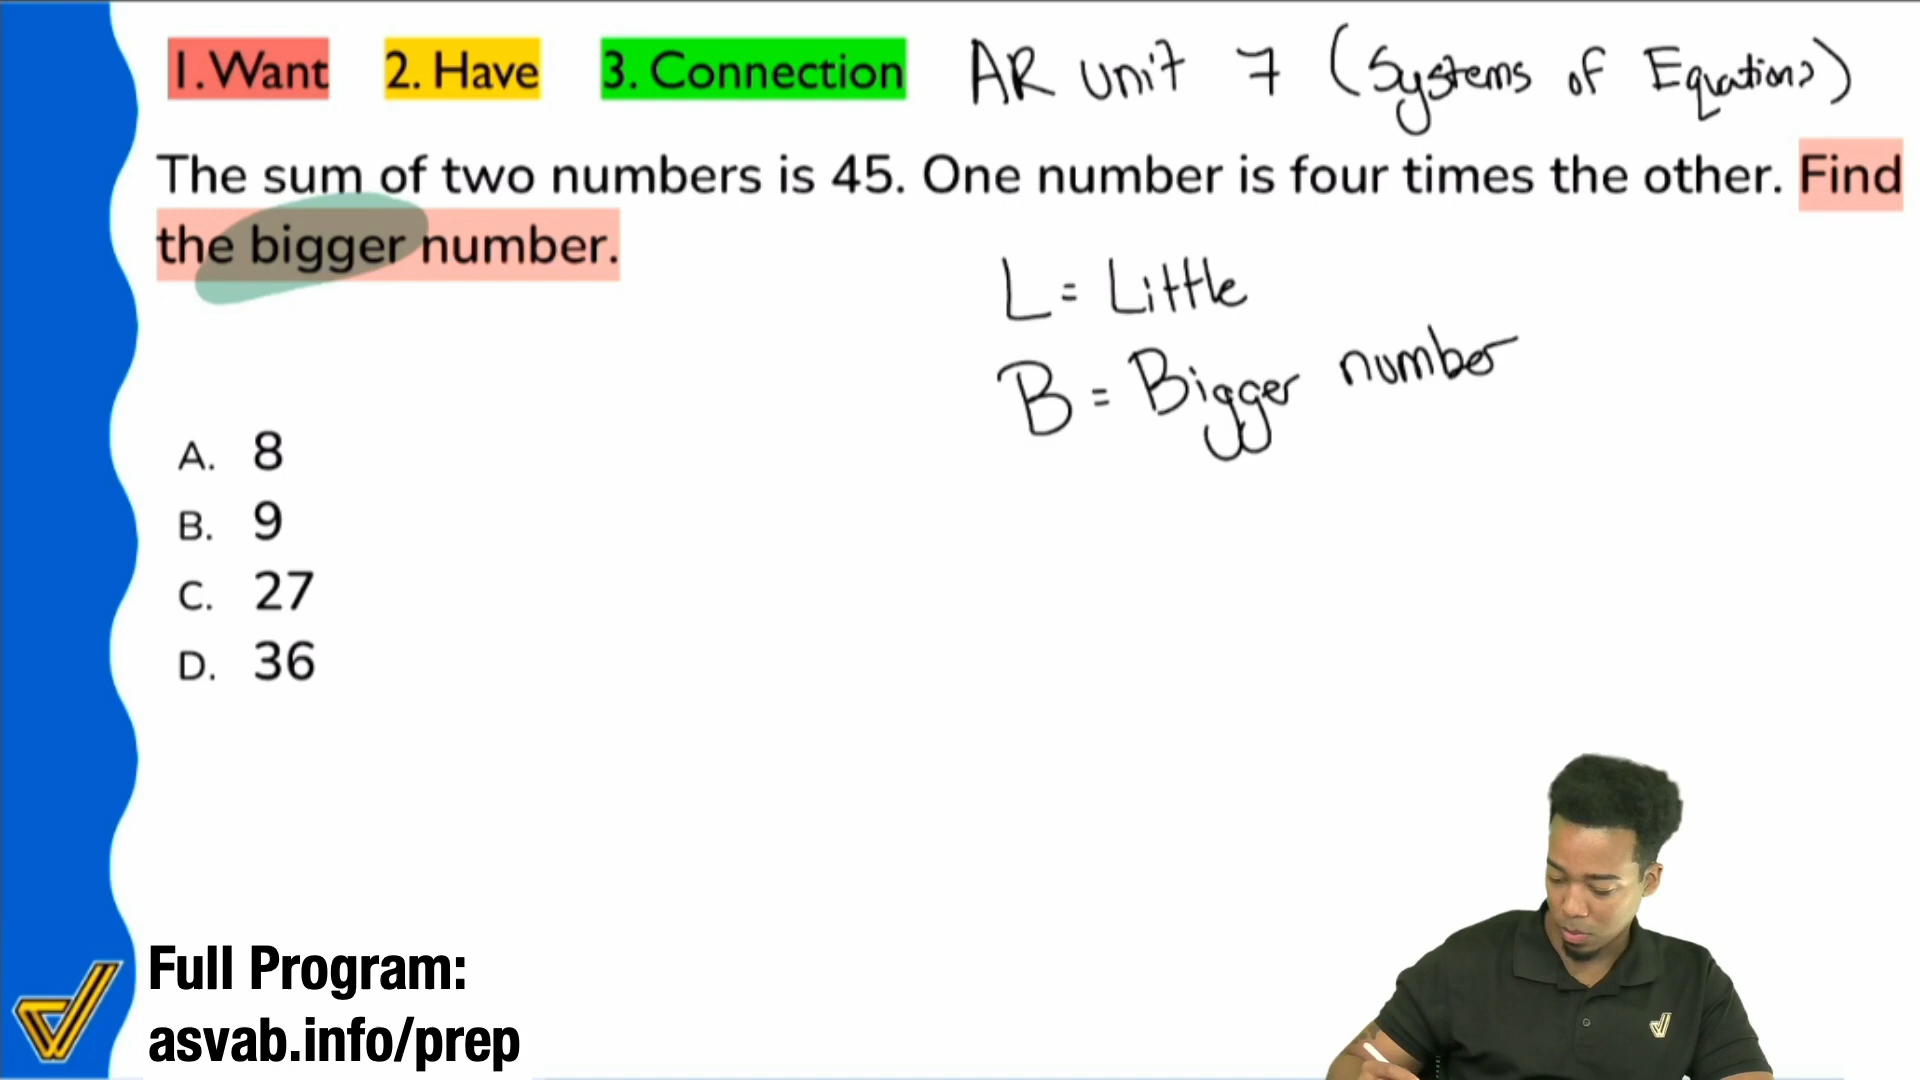 1. Want 2. Have 3. Connection AR unit 7 (Systems of Equations)
The sum of two numbers is 45. One number is four times the other. Find
the bigger number.
L = Little
B = Bigger number
A. 8
B. 9
C. 27
D. 36
Full Program:
asvab.info/prep